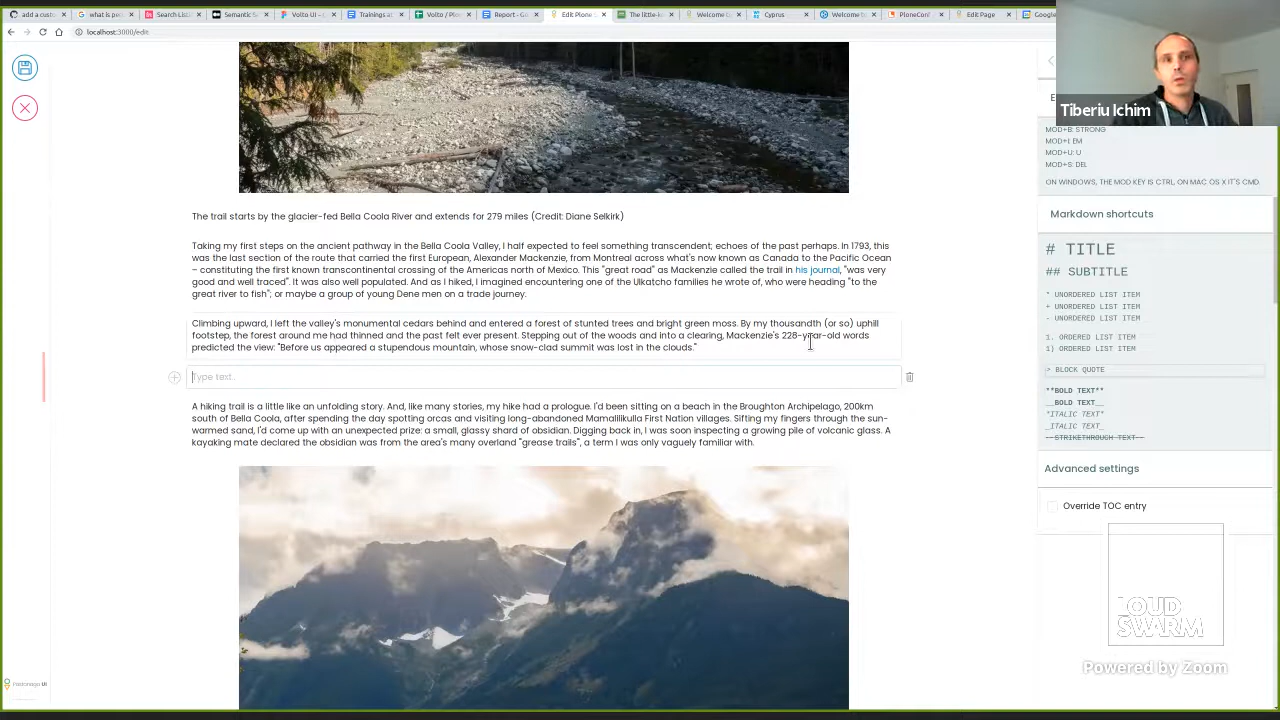 add a custo
what is pe
Search List
Semantic S
Volto UI –
Trainings a
Volto / Plo
Report - G
Edit Plone
The little-k
Welcome t
Cyprus
Welcome t
PloneConf
Edit Page
Google
localhost:3000/edit
Tiberiu Ichim
MOD+B: STRONG
MOD+I: EM
MOD+U: U
MOD+S: DEL
ON WINDOWS, THE MOD KEY IS CTRL, ON MAC OS X IT'S CMD.
Markdown shortcuts
# TITLE
## SUBTITLE
* UNORDERED LIST ITEM
+ UNORDERED LIST ITEM
- UNORDERED LIST ITEM
1. ORDERED LIST ITEM
1) ORDERED LIST ITEM
> BLOCK QUOTE
**BOLD TEXT**
__BOLD TEXT__
*ITALIC TEXT*
_ITALIC TEXT_
~~STRIKETHROUGH TEXT~~
Advanced settings
Override TOC entry
The trail starts by the glacier-fed Bella Coola River and extends for 279 miles (Credit: Diane Selkirk)
Taking my first steps on the ancient pathway in the Bella Coola Valley, I half expected to feel something transcendent; echoes of the past perhaps. In 1793, this
was the last section of the route that carried the first European, Alexander Mackenzie, from Montreal across what's now known as Canada to the Pacific Ocean
– constituting the first known transcontinental crossing of the Americas north of Mexico. This "great road" as Mackenzie called the trail in his journal, "was very
good and well traced". It was also well populated. And as I hiked, I imagined encountering one of the Ulkatcho families he wrote of, who were heading "to the
great river to fish"; or maybe a group of young Dene men on a trade journey.
Climbing upward, I left the valley's monumental cedars behind and entered a forest of stunted trees and bright green moss. By my thousandth (or so) uphill
footstep, the forest around me had thinned and the past felt ever present. Stepping out of the woods and into a clearing, Mackenzie's 228-year-old words
predicted the view: "Before us appeared a stupendous mountain, whose snow-clad summit was lost in the clouds."
Type text…
A hiking trail is a little like an unfolding story. And, like many stories, my hike had a prologue. I'd been sitting on a beach in the Broughton Archipelago, 200km
south of Bella Coola, after spending the day spotting orcas and visiting long-abandoned Mamalilikulla First Nation villages. Sifting my fingers through the sun-
warmed sand, I'd come up with an unexpected prize: a small, glassy shard of obsidian. Digging back in, I was soon inspecting a growing pile of volcanic glass. A
kayaking mate declared the obsidian was from the area's many overland "grease trails", a term I was only vaguely familiar with.
LOUD
SWARM
Powered by Zoom
Pastanaga UI